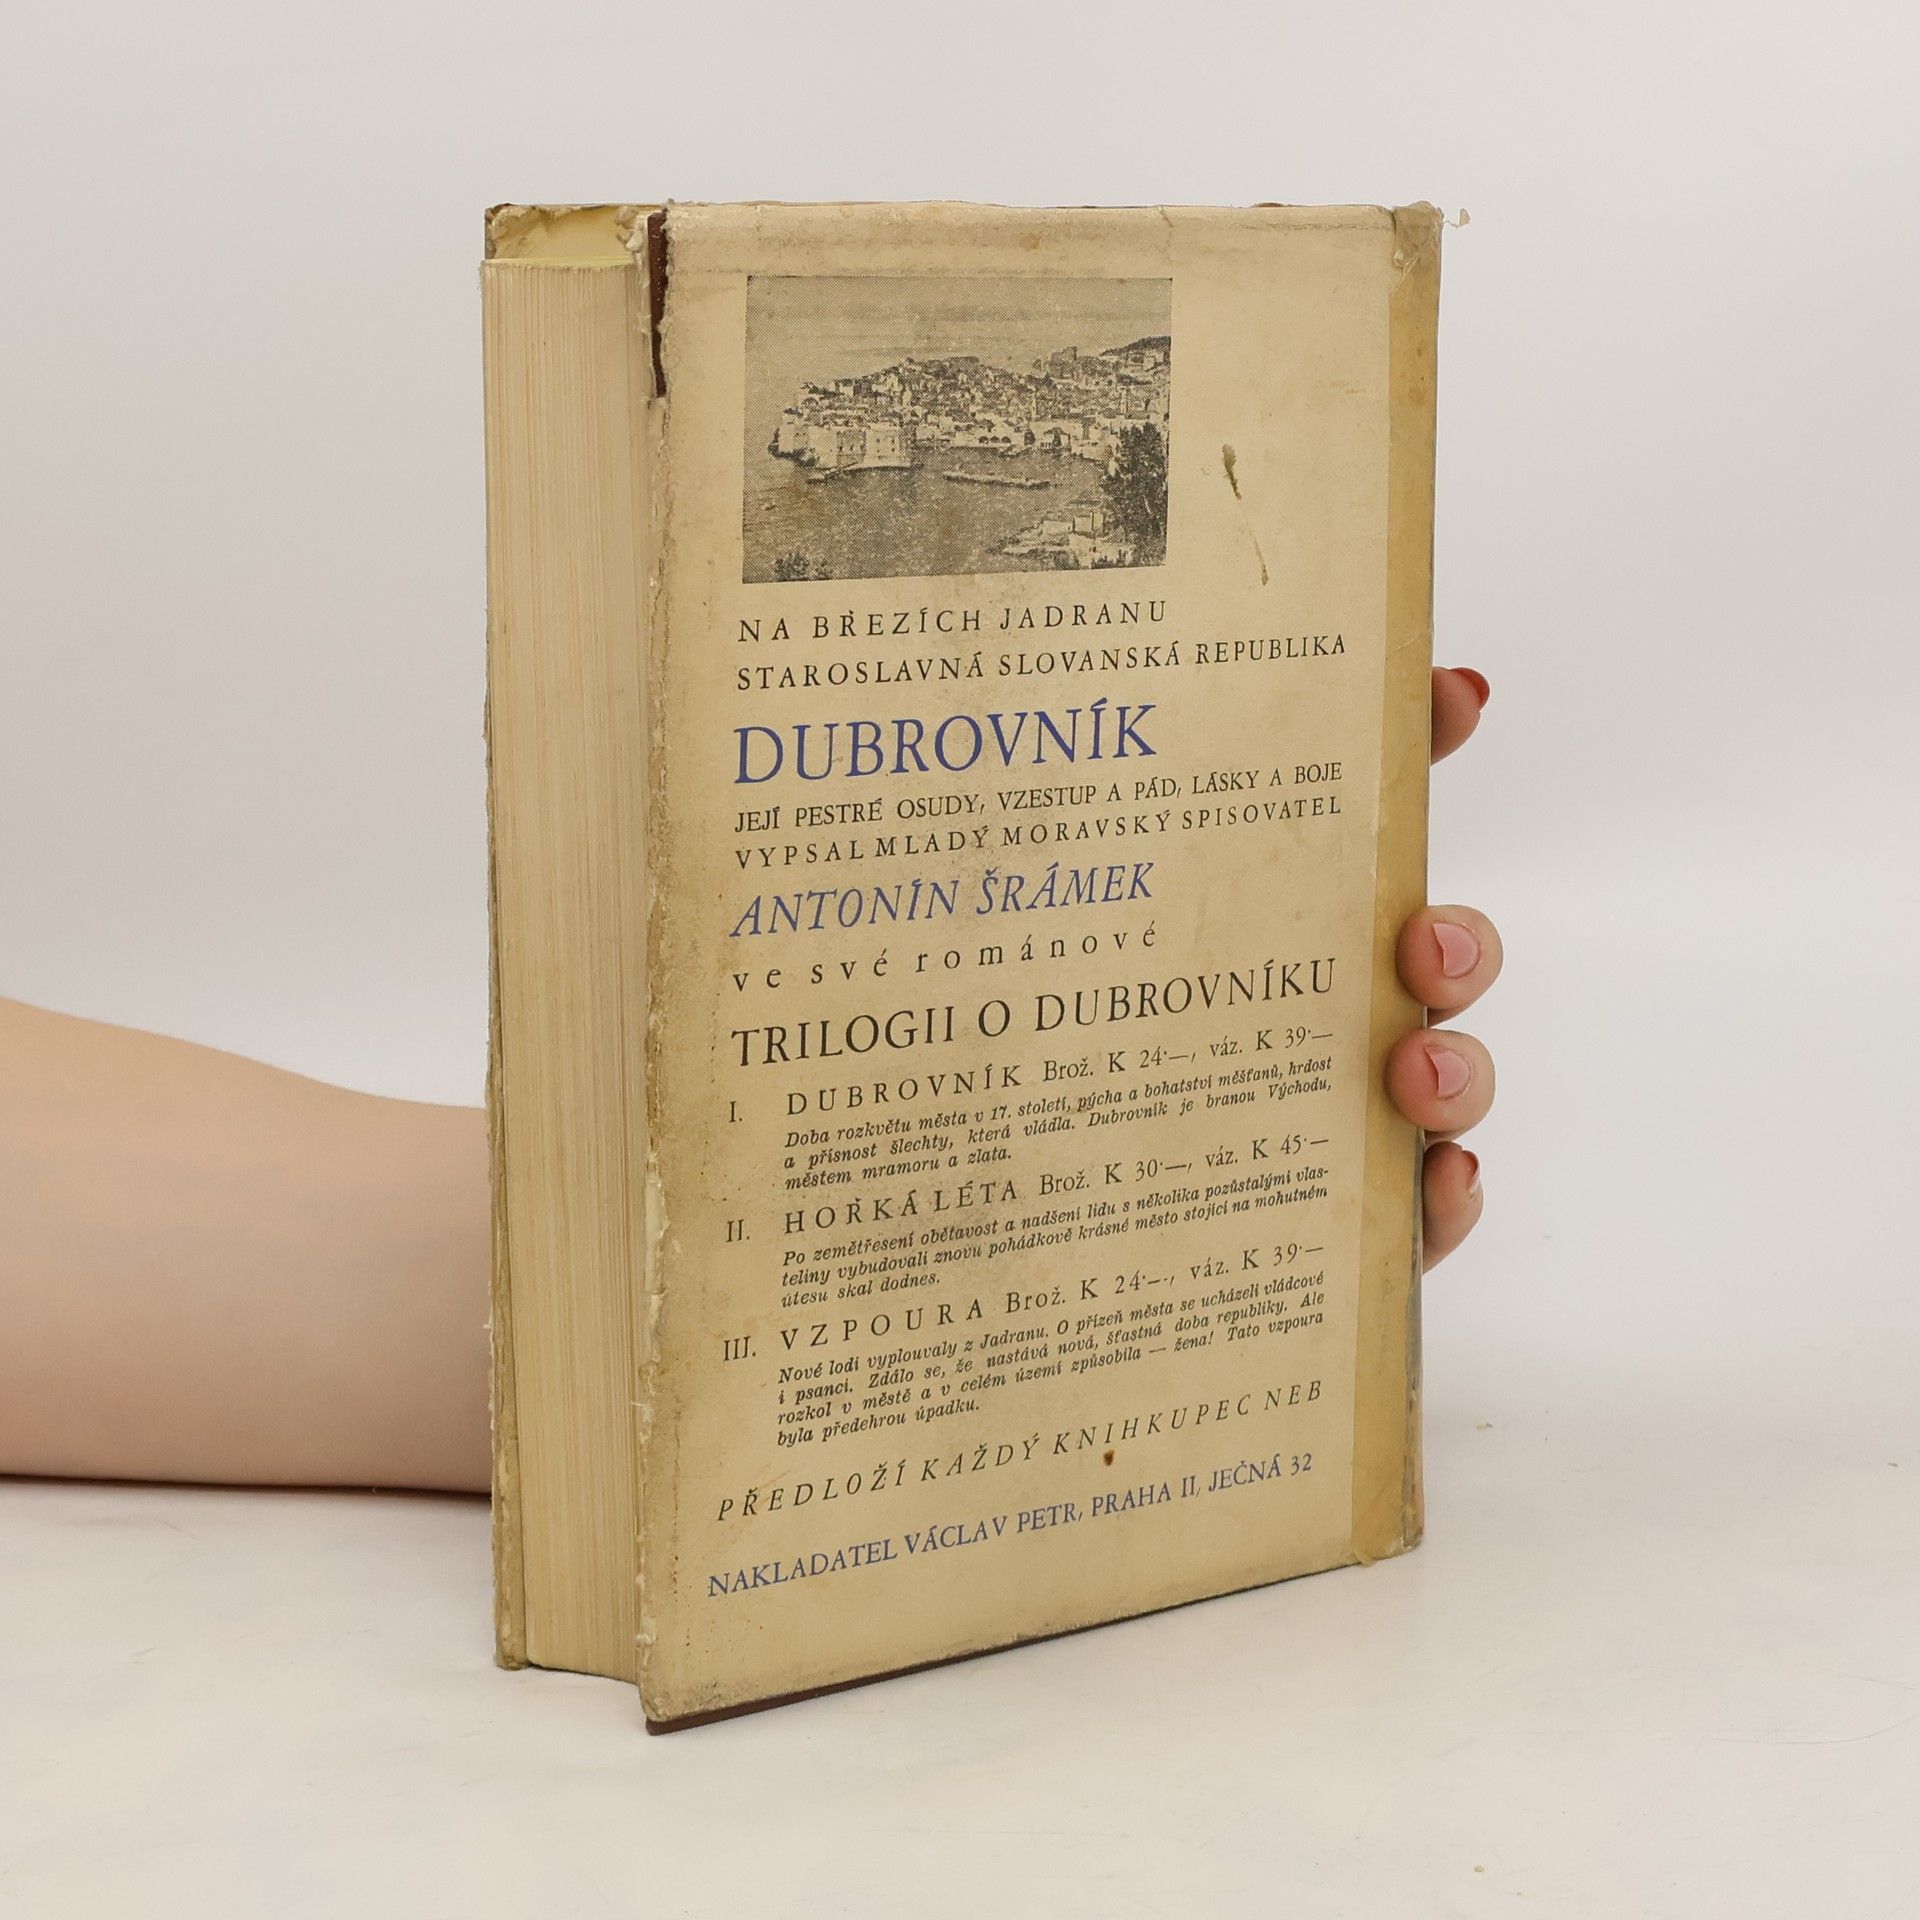 NA BŘEZÍCH JADRANU
STAROSLAVNÁ SLOVANSKÁ REPUBLIKA
DUBROVNÍK
JEJÍ PESTRÉ OSUDY, VZESTUP A PÁD, LÁSKY A BOJE
VYPSAL MLADÝ MORAVSKÝ SPISOVATEL
ANTONÍN ŠRÁMEK
ve své románové
TRILOGII O DUBROVNÍKU
I. DUBROVNÍK Brož. K 24·—, váz. K 39·—
Doba rozkvětu města v 17. století, pýcha a bohatství měšťanů, hrdost
a přísnost šlechty, která vládla. Dubrovník je branou Východu,
městem mramoru a zlata.
II. HOŘKÁ LÉTA Brož. K 30·—, váz. K 45·—
Po zemětřesení obětavost a nadšení lidu s několika pozůstalými vlas-
teliny vybudovali znovu pohádkově krásné město stojící na mohutném
útesu skal dodnes.
III. VZPOURA Brož. K 24·—, váz. K 39·—
Nové lodi vyplouvaly z Jadranu. O přízeň města se ucházeli vládcové
i psanci. Zdálo se, že nastává nová, šťastná doba republiky. Ale
rozkol v městě a v celém území způsobila — žena! Tato vzpoura
byla předehrou úpadku.
PŘEDLOŽÍ KAŽDÝ KNIHKUPEC NEB
NAKLADATEL VÁCLAV PETR, PRAHA II, JEČNÁ 32